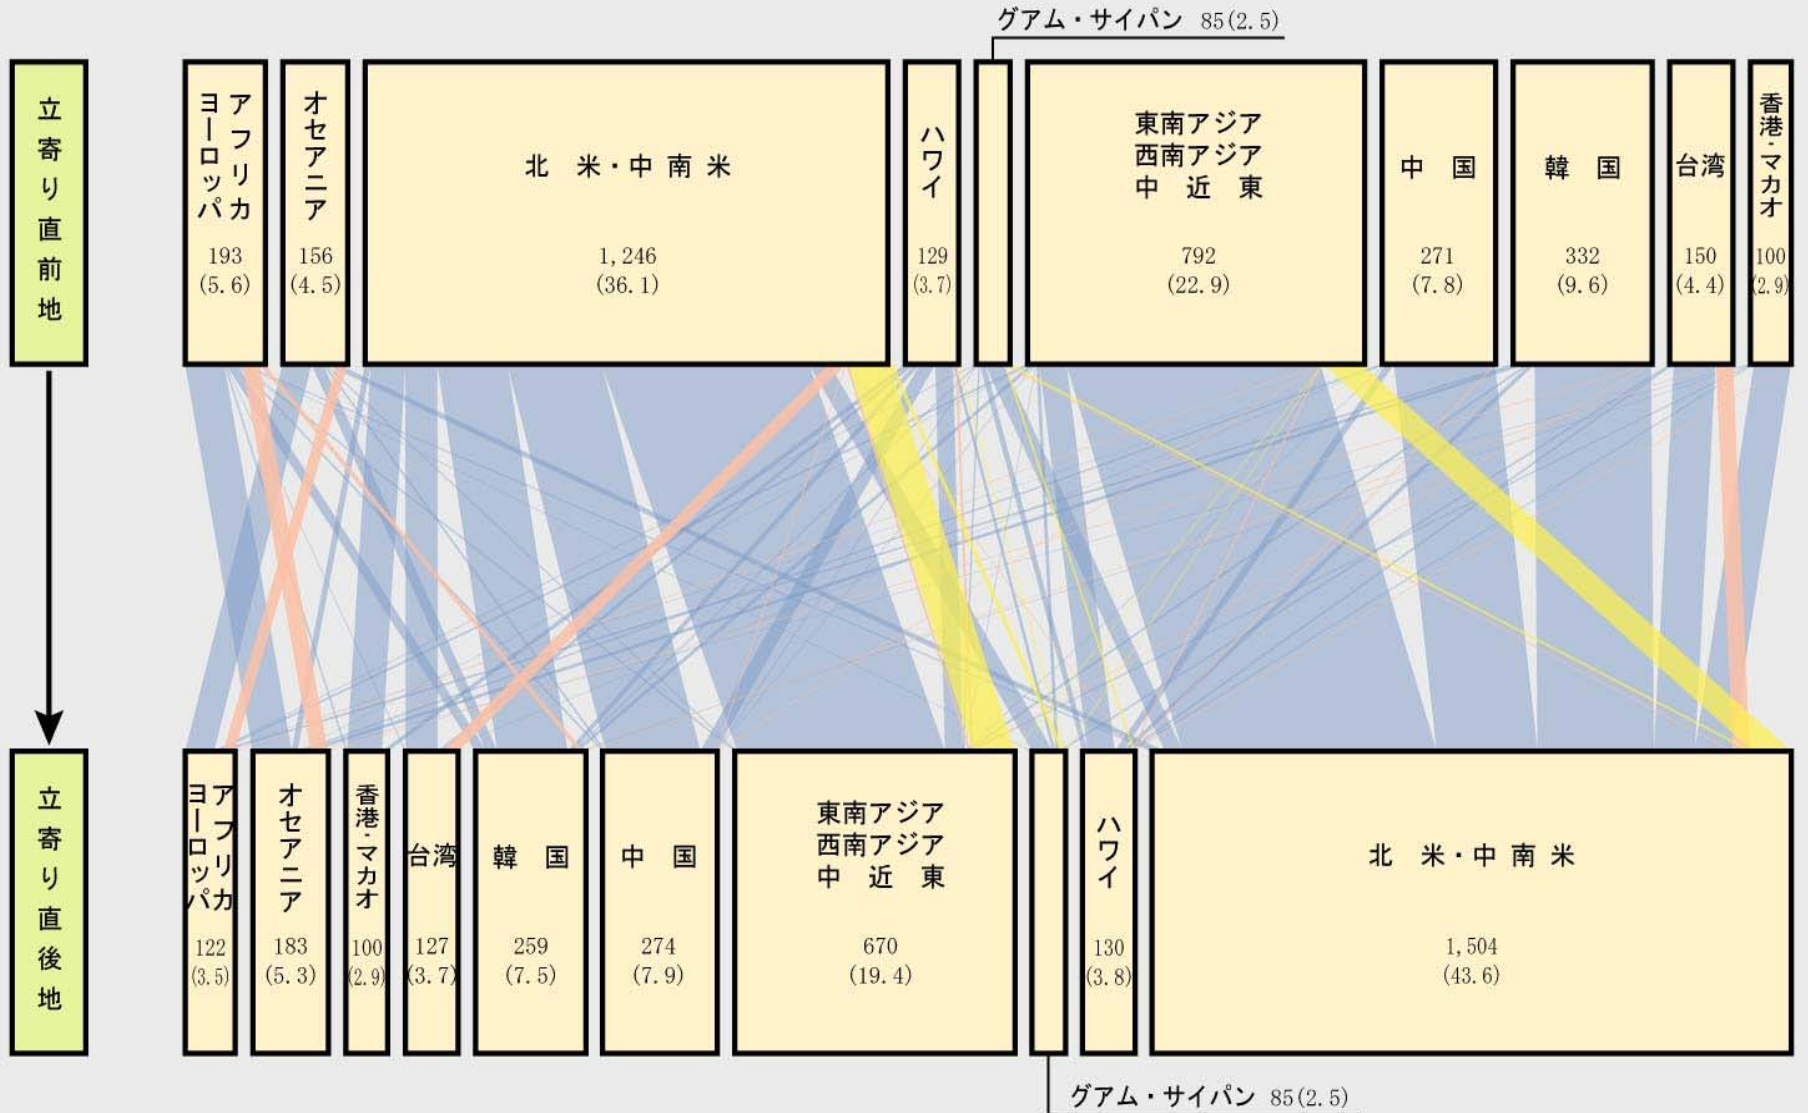 グアム・サイパン 85(2.5)
立寄り直前地
ヨーロッパ
アフリカ
193
(5.6)
オセアニア
156
(4.5)
北 米・中 南 米
1,246
(36.1)
ハワイ
129
(3.7)
東南アジア
西南アジア
中 近 東
792
(22.9)
中 国
271
(7.8)
韓 国
332
(9.6)
台湾
150
(4.4)
香港・マカオ
100
(2.9)
立寄り直後地
ヨーロッパ
アフリカ
122
(3.5)
オセアニア
183
(5.3)
香港・マカオ
100
(2.9)
台湾
127
(3.7)
韓 国
259
(7.5)
中 国
274
(7.9)
東南アジア
西南アジア
中 近 東
670
(19.4)
ハワイ
130
(3.8)
北 米・中 南 米
1,504
(43.6)
グアム・サイパン 85(2.5)